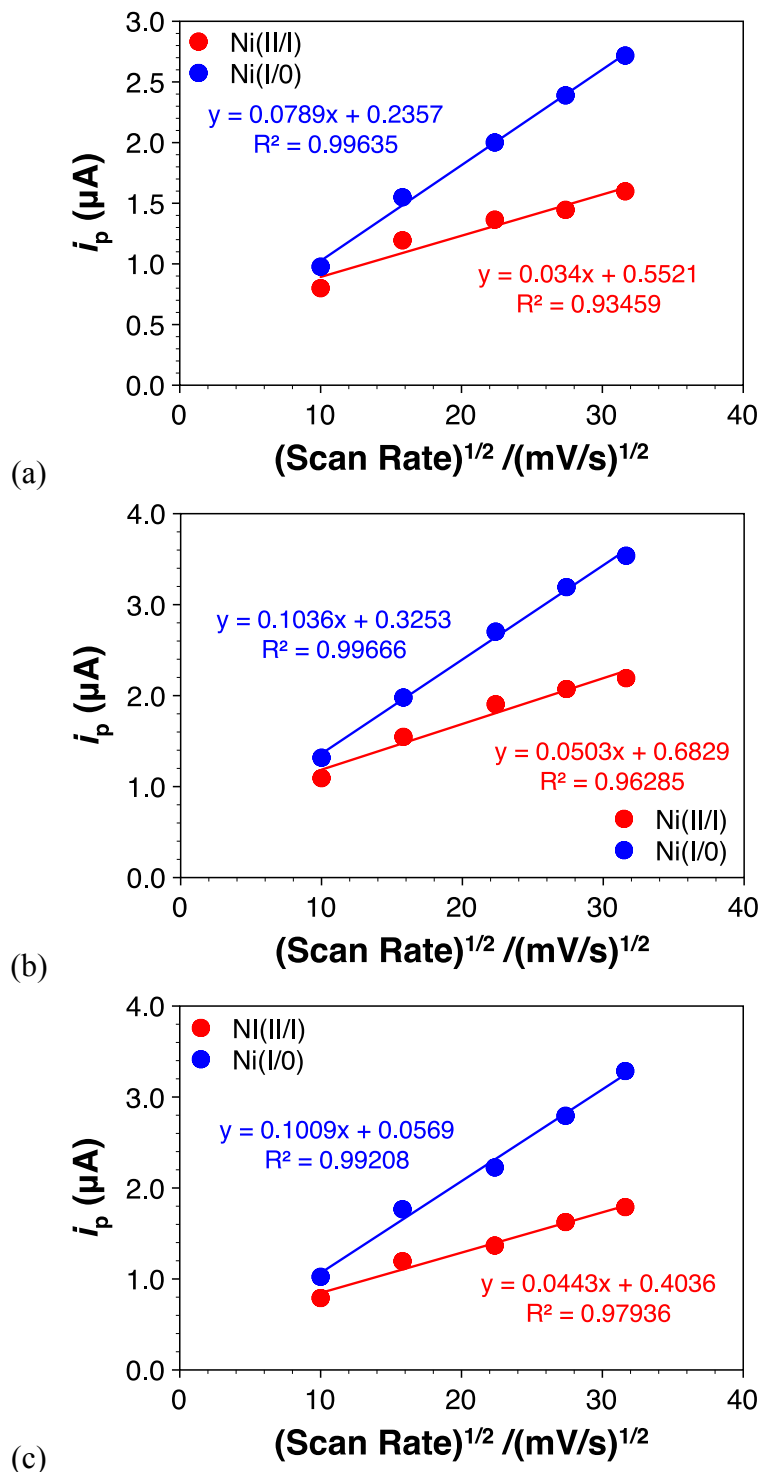 3.0
Ni(II/I)
Ni(I/0)
2.5
y = 0.0789x + 0.2357
R² = 0.99635
2.0
1.5
1.0
0.5
0.0
y = 0.034x + 0.5521
R² = 0.93459
ip (µA)
0 10 20 30 40
(Scan Rate)1/2 /(mV/s)1/2
(a)
4.0
3.0
y = 0.1036x + 0.3253
R² = 0.99666
2.0
1.0
0.0
y = 0.0503x + 0.6829
R² = 0.96285
Ni(II/I)
Ni(I/0)
ip (µA)
0 10 20 30 40
(Scan Rate)1/2 /(mV/s)1/2
(b)
4.0
NI(II/I)
Ni(I/0)
3.0
y = 0.1009x + 0.0569
R² = 0.99208
2.0
1.0
0.0
y = 0.0443x + 0.4036
R² = 0.97936
ip (µA)
0 10 20 30 40
(Scan Rate)1/2 /(mV/s)1/2
(c)